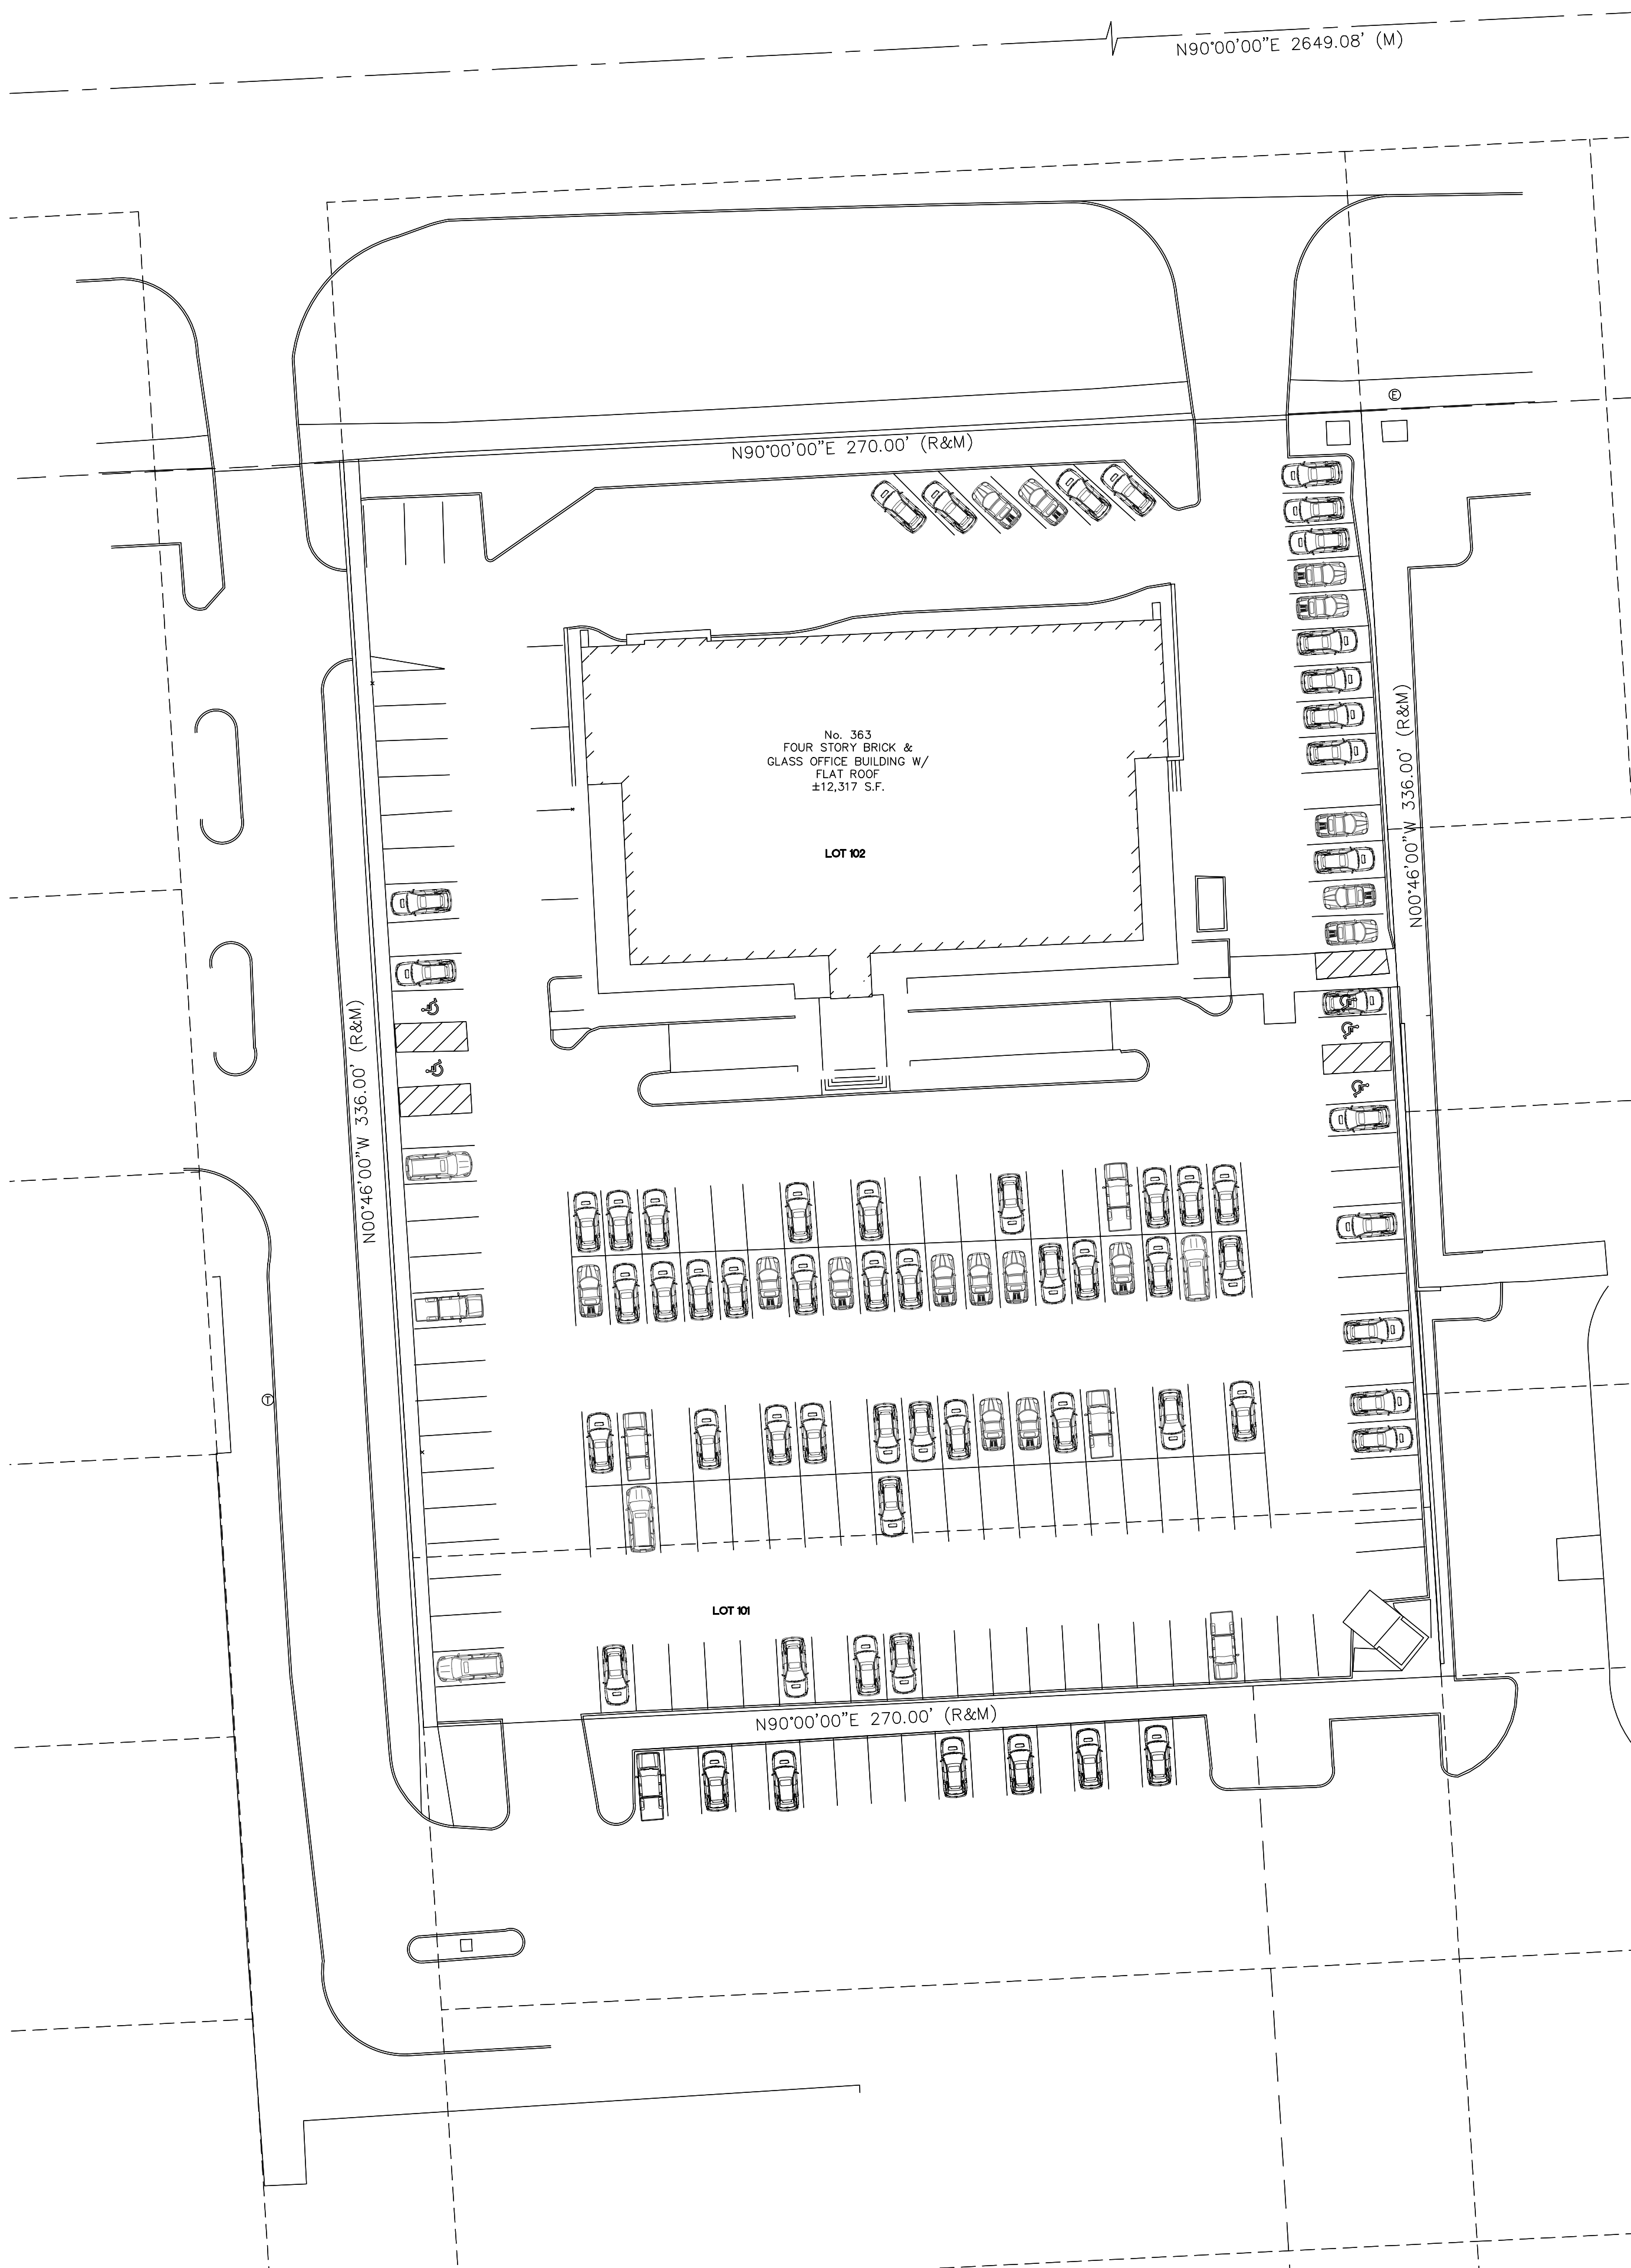 N90°00'00"E 2649.08' (M)
E
N90°00'00"E 270.00' (R&M)
No. 363
FOUR STORY BRICK &
GLASS OFFICE BUILDING W/
FLAT ROOF
±12,317 S.F.
LOT 102
N00°46'00"W 336.00' (R&M)
N00°46'00"W 336.00' (R&M)
T
LOT 101
N90°00'00"E 270.00' (R&M)